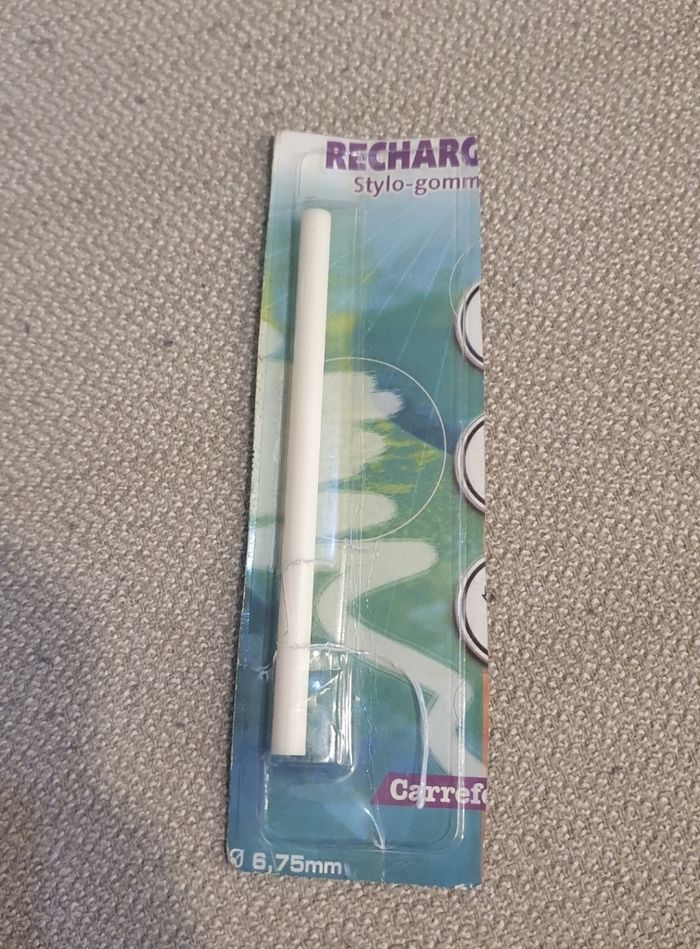 RECHARG
Stylo-gomm
Carrefo
Ø 6,75mm